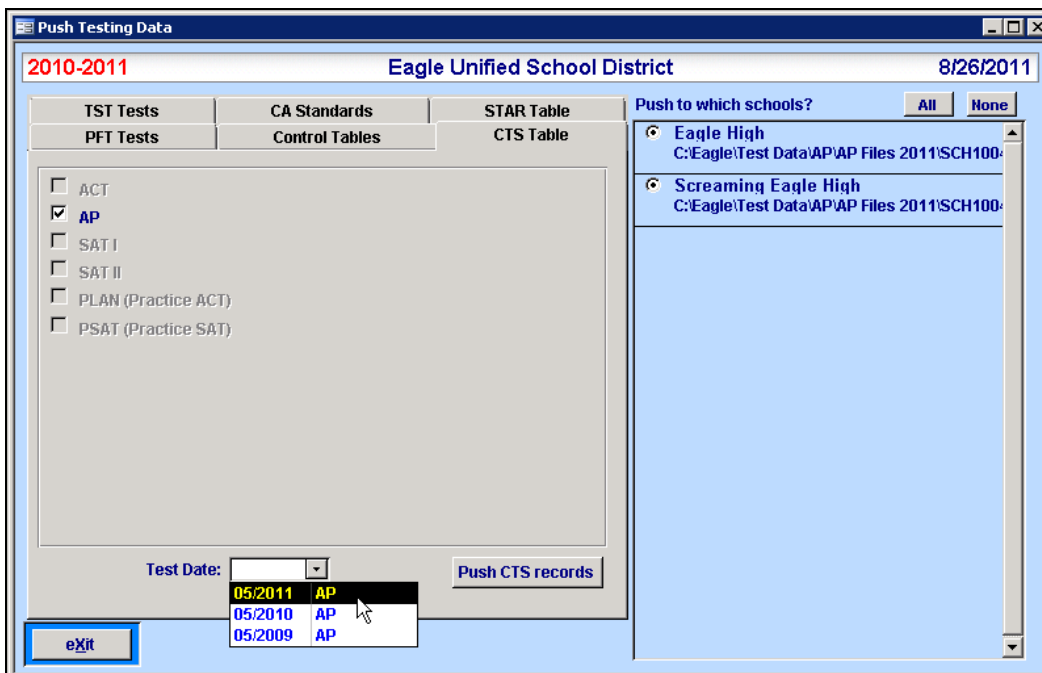 Push Testing Data
2010-2011 Eagle Unified School District 8/26/2011
TST Tests CA Standards STAR Table
PFT Tests Control Tables CTS Table
ACT
AP
SAT I
SAT II
PLAN (Practice ACT)
PSAT (Practice SAT)
Test Date:
Push CTS records
05/2011 AP
05/2010 AP
05/2009 AP
eXit
Push to which schools? All None
Eagle High
C:\Eagle\Test Data\AP\AP Files 2011\SCH1004
Screaming Eagle High
C:\Eagle\Test Data\AP\AP Files 2011\SCH1004